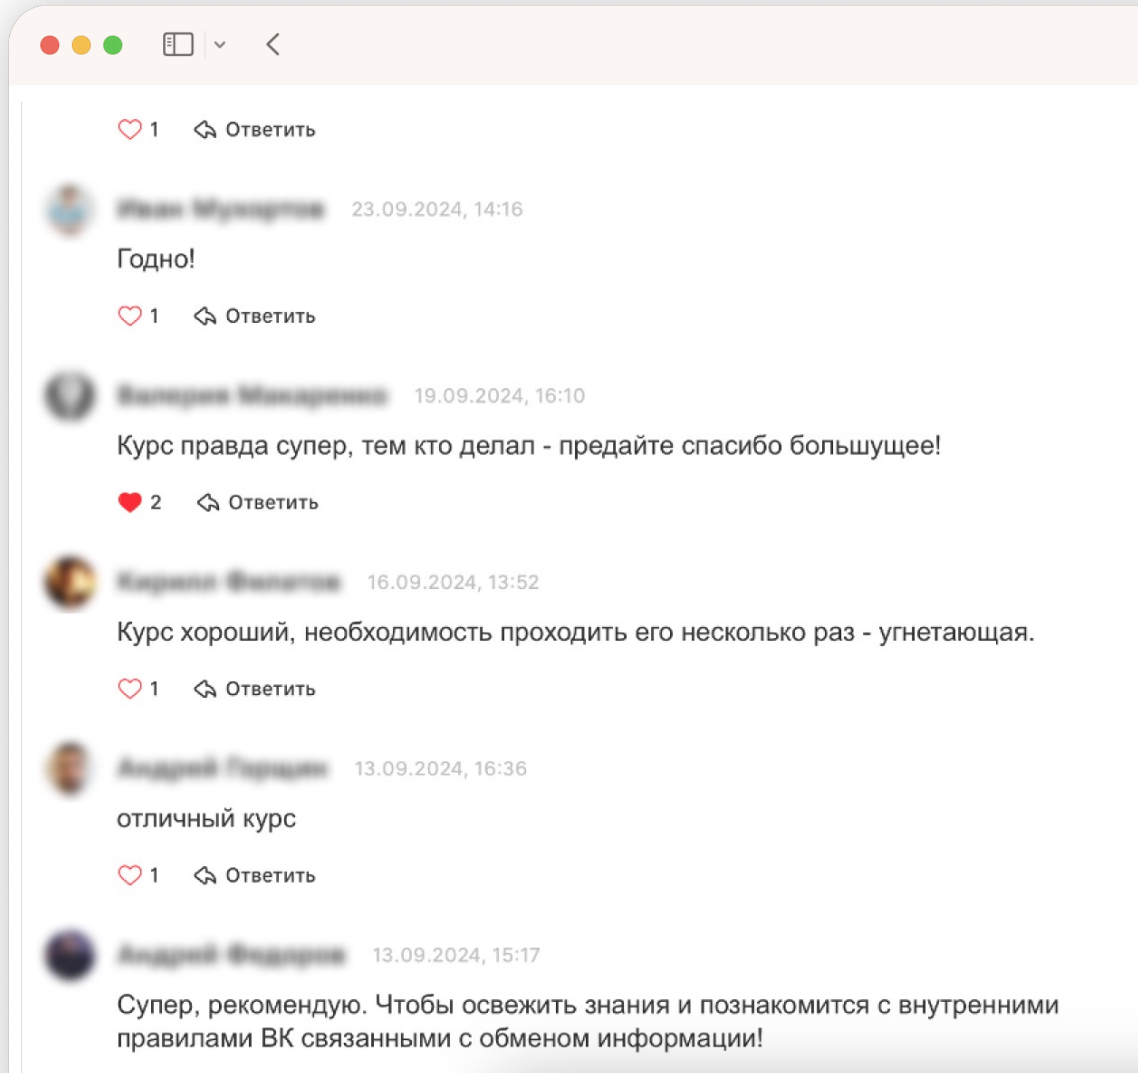 1 Ответить
23.09.2024, 14:16
Годно!
1 Ответить
19.09.2024, 16:10
Курс правда супер, тем кто делал - предайте спасибо большущее!
2 Ответить
16.09.2024, 13:52
Курс хороший, необходимость проходить его несколько раз - угнетающая.
1 Ответить
13.09.2024, 16:36
отличный курс
1 Ответить
13.09.2024, 15:17
Супер, рекомендую. Чтобы освежить знания и познакомится с внутренними
правилами ВК связанными с обменом информации!